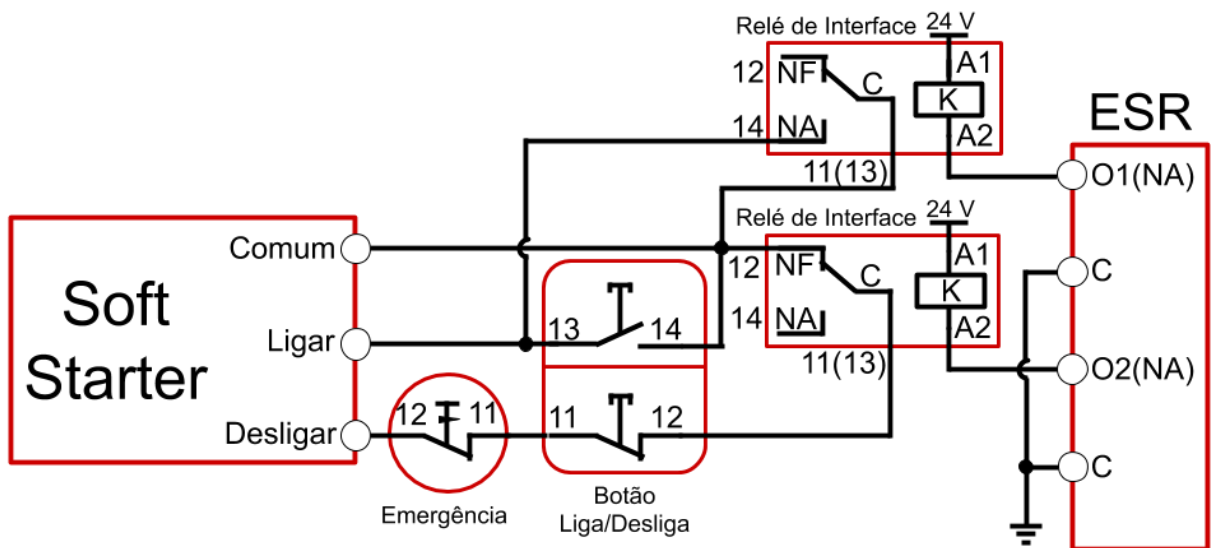 Relé de Interface
24 V
12
NF
C
A1
K
14
NA
A2
11(13)
ESR
O1(NA)
Relé de Interface
24 V
Comum
12
NF
C
A1
K
C
14
NA
A2
11(13)
Soft
Starter
Ligar
13
14
O2(NA)
Desligar
12
11
11
12
C
Emergência
Botão
Liga/Desliga